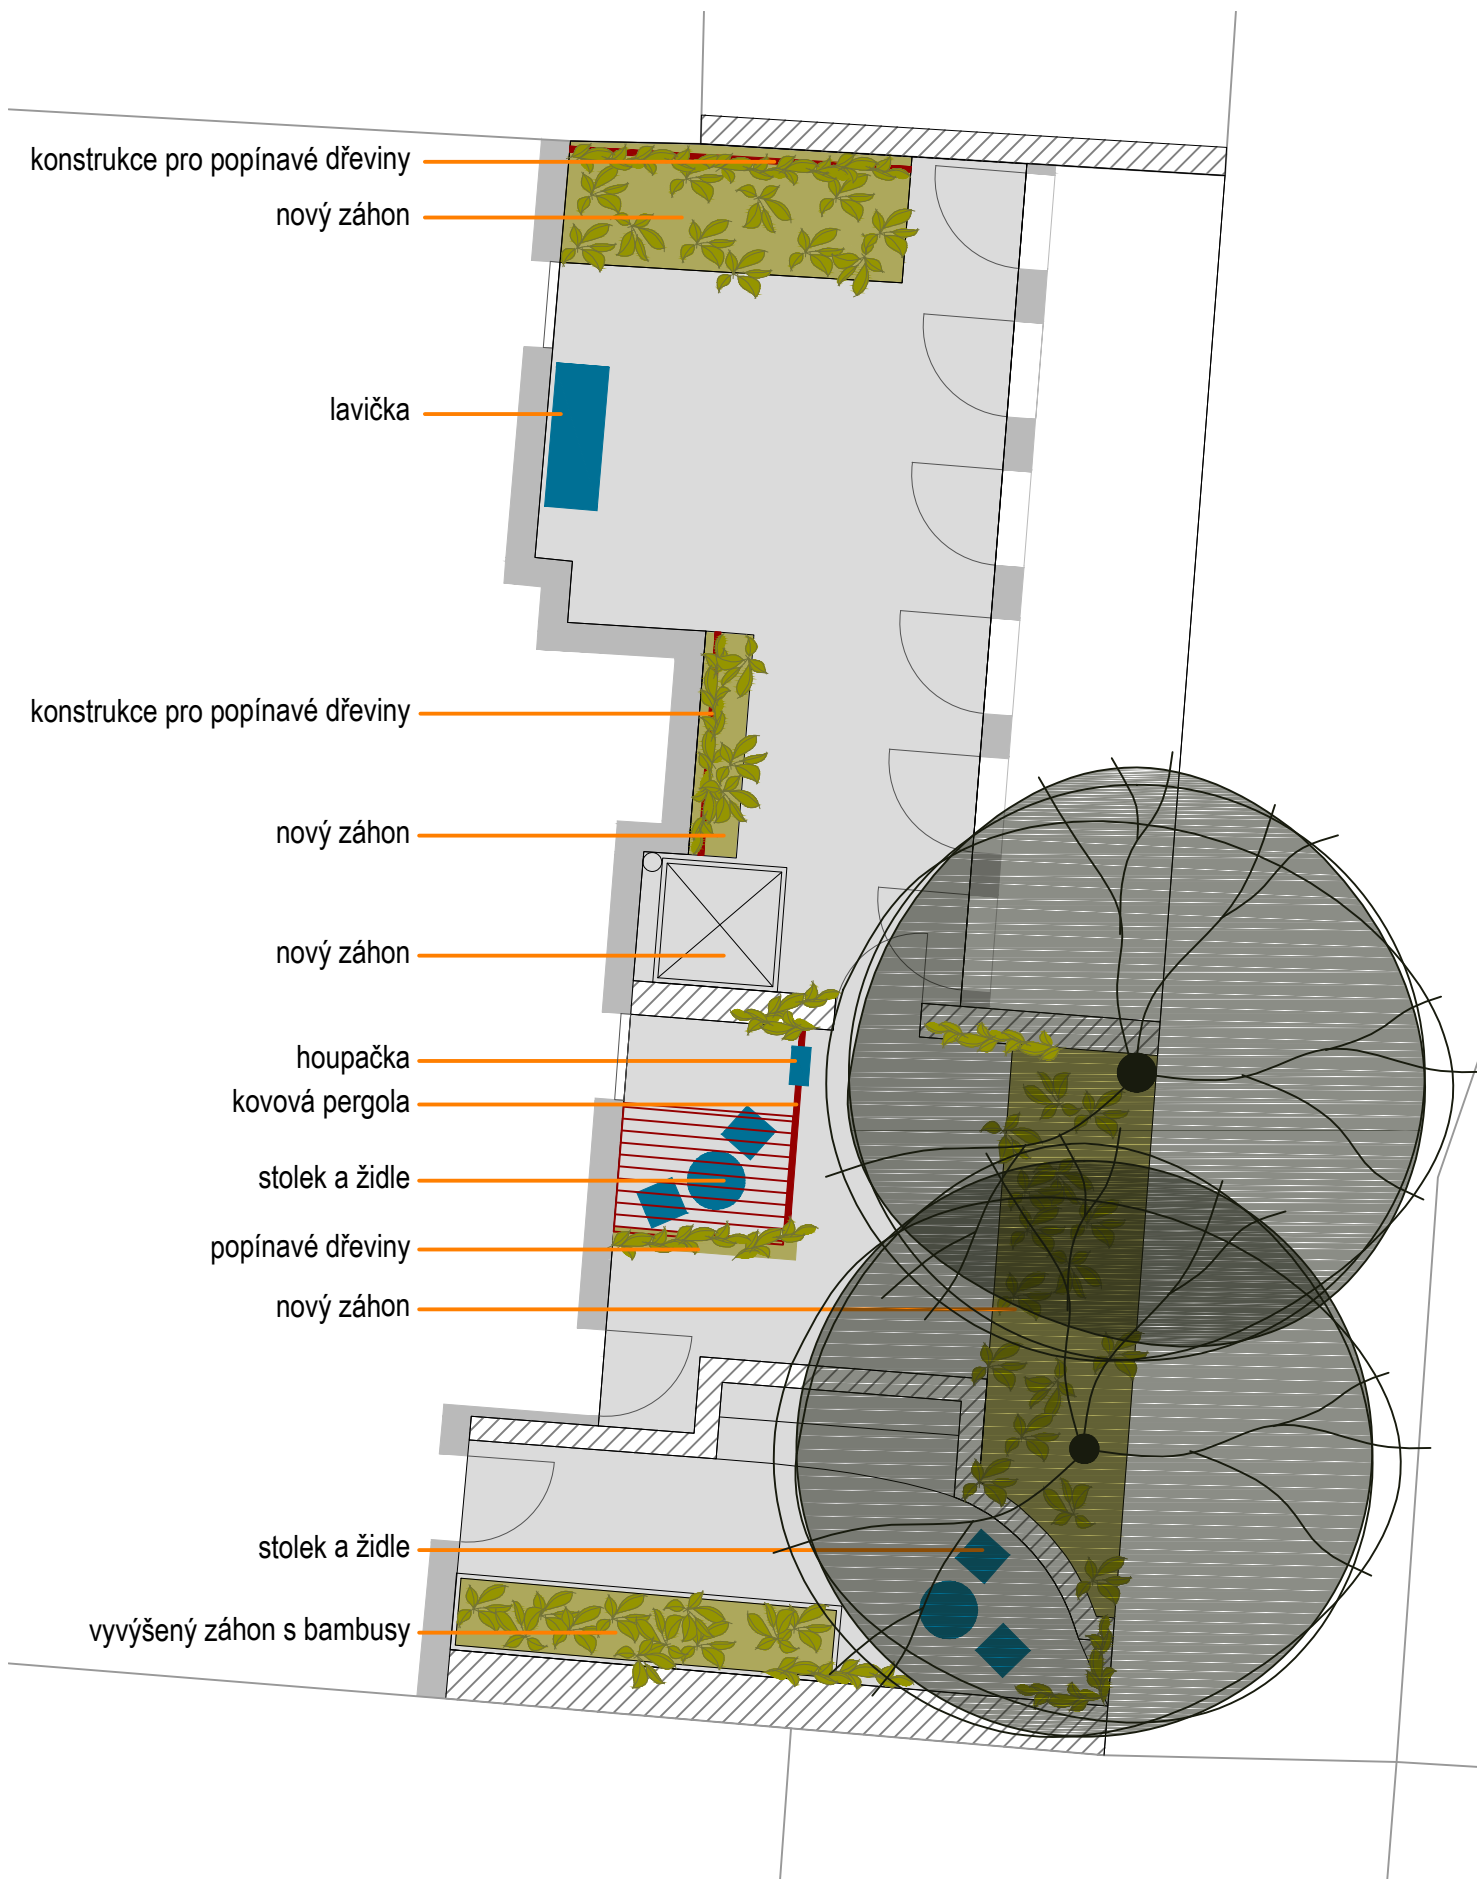 konstrukce pro popínavé dřeviny
nový záhon
lavička
konstrukce pro popínavé dřeviny
nový záhon
nový záhon
houpačka
kovová pergola
stolek a židle
popínavé dřeviny
nový záhon
stolek a židle
vyvýšený záhon s bambusy